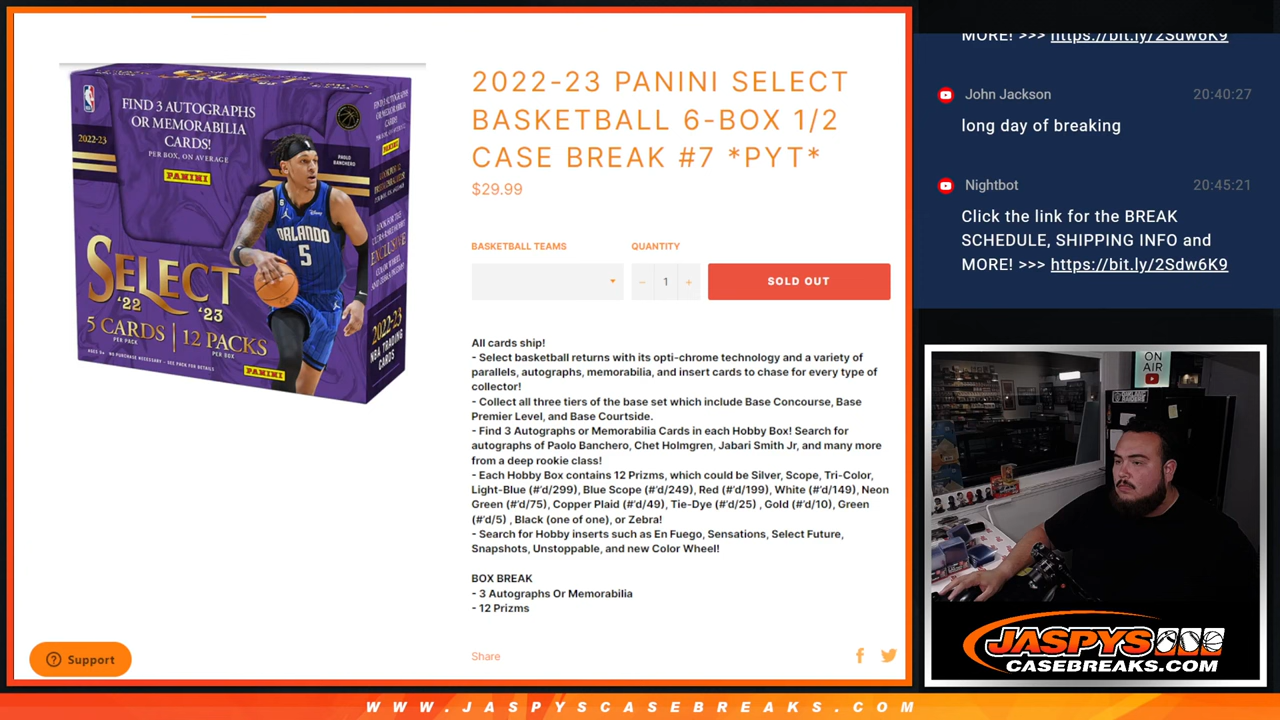 2022-23 PANINI SELECT
BASKETBALL 6-BOX 1/2
CASE BREAK #7 *PYT*
$29.99
BASKETBALL TEAMS
QUANTITY
− 1 +
SOLD OUT
All cards ship!
- Select basketball returns with its opti-chrome technology and a variety of
parallels, autographs, memorabilia, and insert cards to chase for every type of
collector!
- Collect all three tiers of the base set which include Base Concourse, Base
Premier Level, and Base Courtside.
- Find 3 Autographs or Memorabilia Cards in each Hobby Box! Search for
autographs of Paolo Banchero, Chet Holmgren, Jabari Smith Jr, and many more
from a deep rookie class!
- Each Hobby Box contains 12 Prizms, which could be Silver, Scope, Tri-Color,
Light-Blue (#'d/299), Blue Scope (#'d/249), Red (#'d/199), White (#'d/149), Neon
Green (#'d/75), Copper Plaid (#'d/49), Tie-Dye (#'d/25) , Gold (#'d/10), Green
(#'d/5) , Black (one of one), or Zebra!
- Search for Hobby inserts such as En Fuego, Sensations, Select Future,
Snapshots, Unstoppable, and new Color Wheel!
BOX BREAK
- 3 Autographs Or Memorabilia
- 12 Prizms
Share
Support
FIND 3 AUTOGRAPHS
OR MEMORABILIA
CARDS!
PER BOX, ON AVERAGE
PANINI
2022-23
PAOLO
BANCHERO
ORLANDO
5
SELECT
'22 '23
5 CARDS | 12 PACKS
PER PACK
PER BOX
PANINI
EXCLUSIVE
2022-23
NBA TRADING
CARDS
MORE! >>> https://bit.ly/2Sdw6K9
John Jackson 20:40:27
long day of breaking
Nightbot 20:45:21
Click the link for the BREAK
SCHEDULE, SHIPPING INFO and
MORE! >>> https://bit.ly/2Sdw6K9
ON
AIR
JASPYS
CASEBREAKS.COM
WWW.JASPYSCASEBREAKS.COM